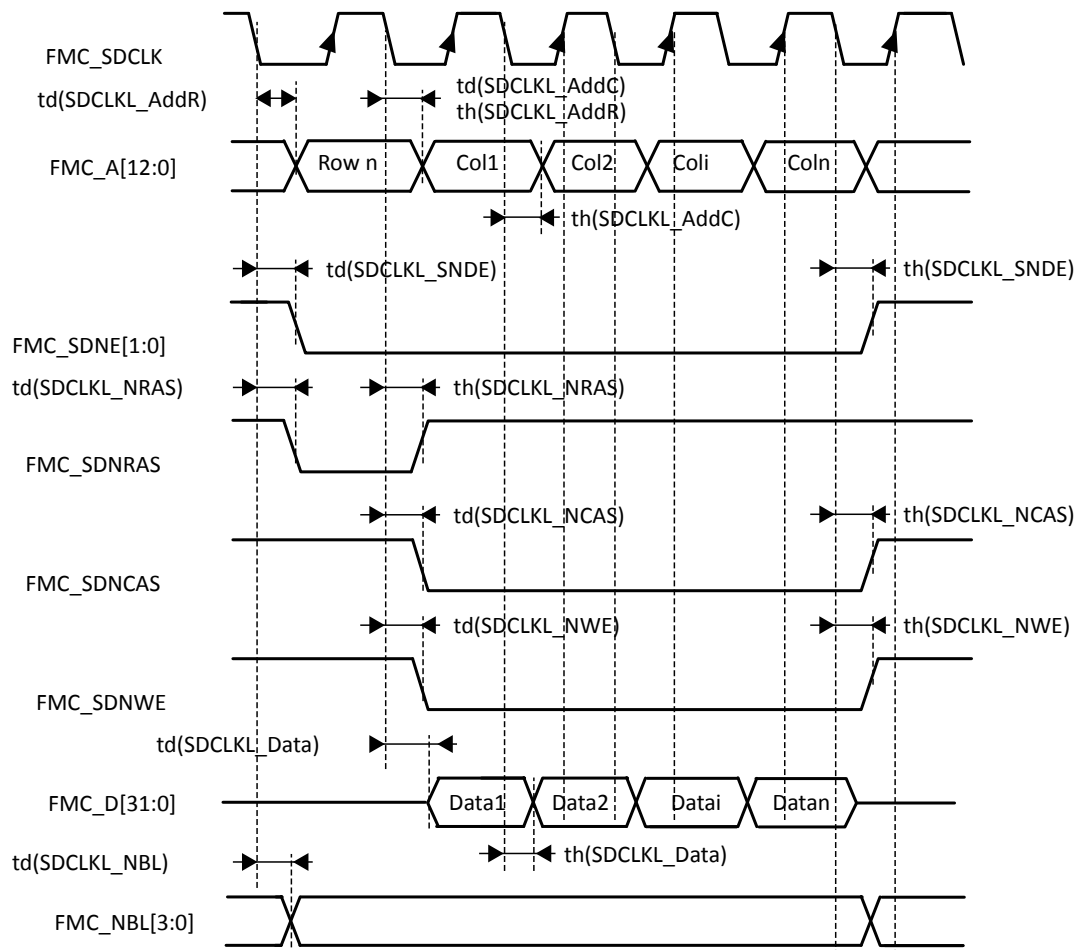 FMC_SDCLK
td(SDCLKL_AddR)
td(SDCLKL_AddC)
th(SDCLKL_AddR)
FMC_A[12:0]
Row n
Col1
Col2
Coli
Coln
th(SDCLKL_AddC)
td(SDCLKL_SNDE)
th(SDCLKL_SNDE)
FMC_SDNE[1:0]
td(SDCLKL_NRAS)
th(SDCLKL_NRAS)
FMC_SDNRAS
td(SDCLKL_NCAS)
th(SDCLKL_NCAS)
FMC_SDNCAS
td(SDCLKL_NWE)
th(SDCLKL_NWE)
FMC_SDNWE
td(SDCLKL_Data)
FMC_D[31:0]
Data1
Data2
Datai
Datan
td(SDCLKL_NBL)
th(SDCLKL_Data)
FMC_NBL[3:0]